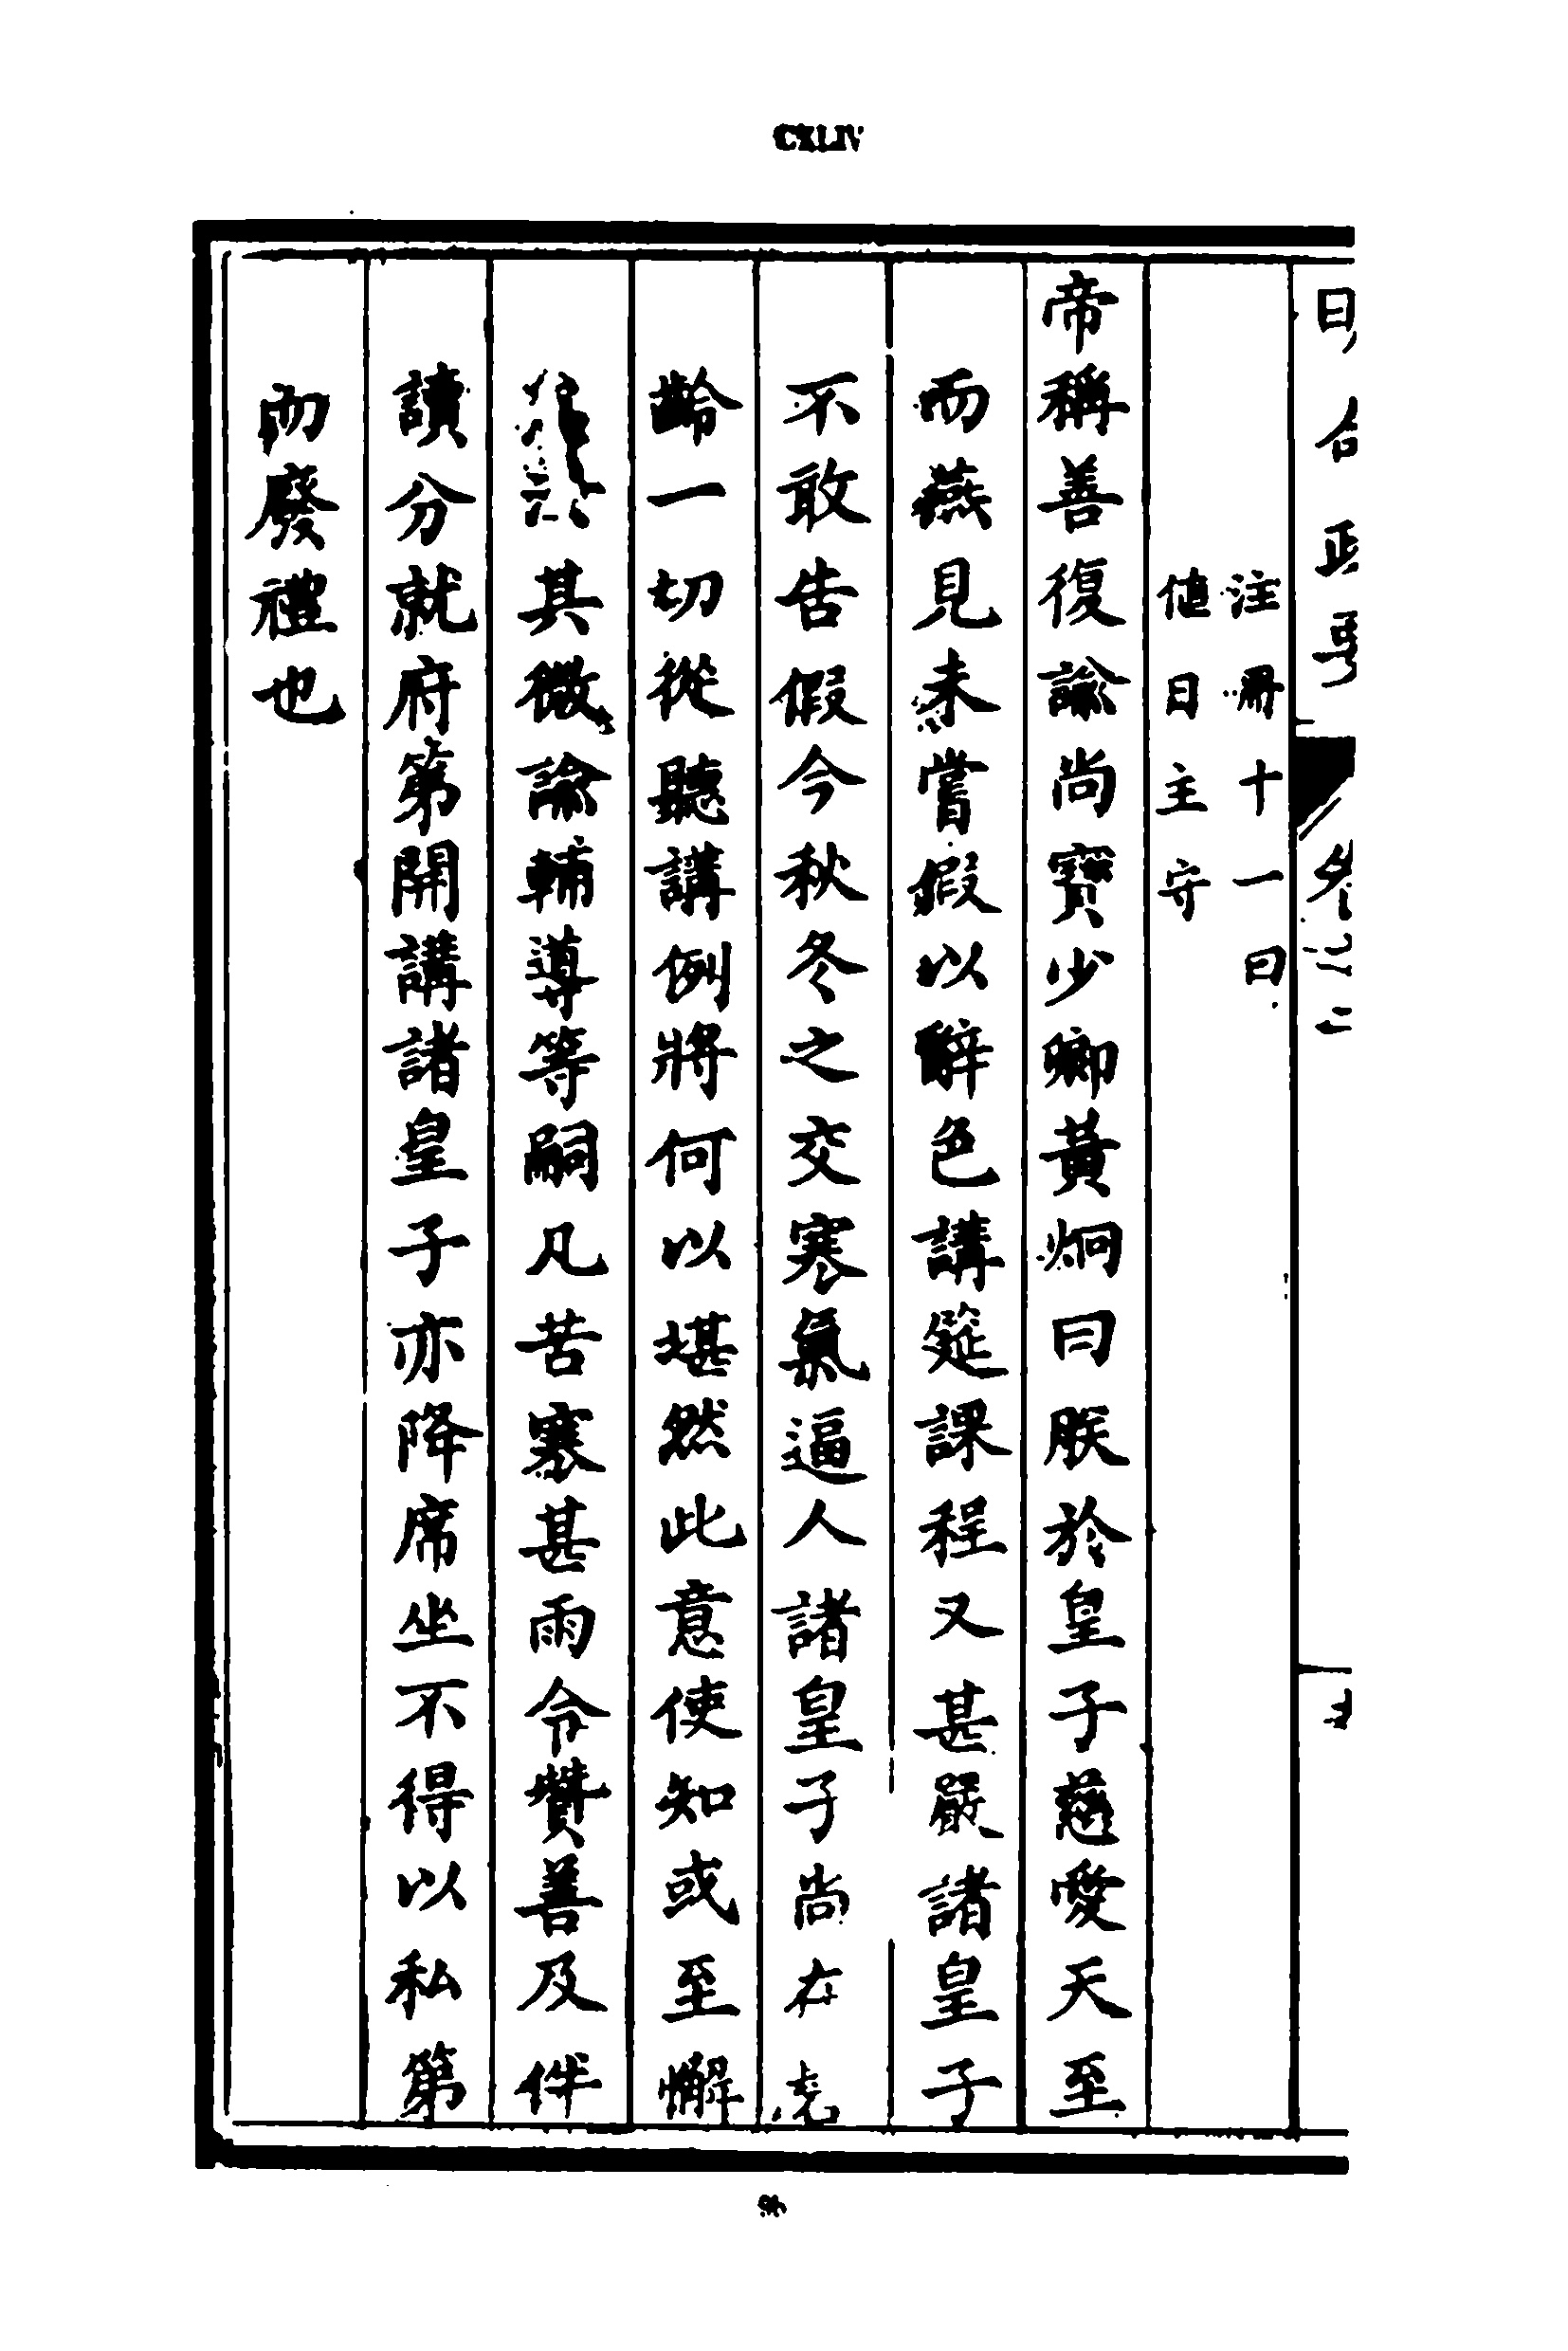 CXLIV
政要
注冊十一曰
値日主守
帝稱善復諭尚寶少卿黃炯曰朕於皇子慈愛天至
而燕見未嘗假以辭色講筵課程又甚嚴諸皇子
不敢告假今秋冬之交寒氣逼人諸皇子尚在
齡一切從聽講例將何以堪然此意使知或至懈
其微諭輔導等嗣凡苦寒甚雨令贊善及伴
讀分就府第開講諸皇子亦降席坐不得以私第
而廢禮也